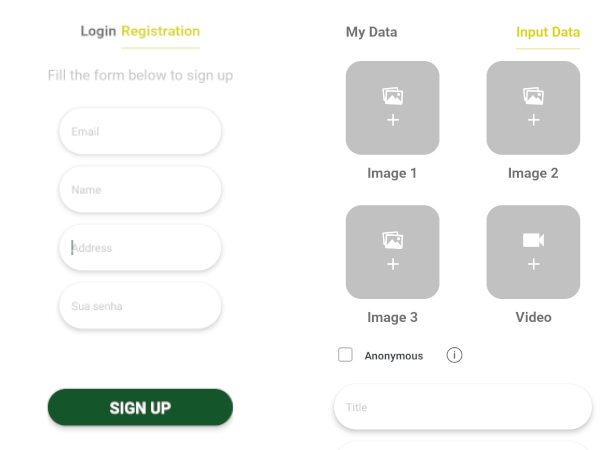 Login Registration
Fill the form below to sign up
Email
Name
Address
Sua senha
SIGN UP
My Data Input Data
Image 1 Image 2
Image 3 Video
Anonymous
Title